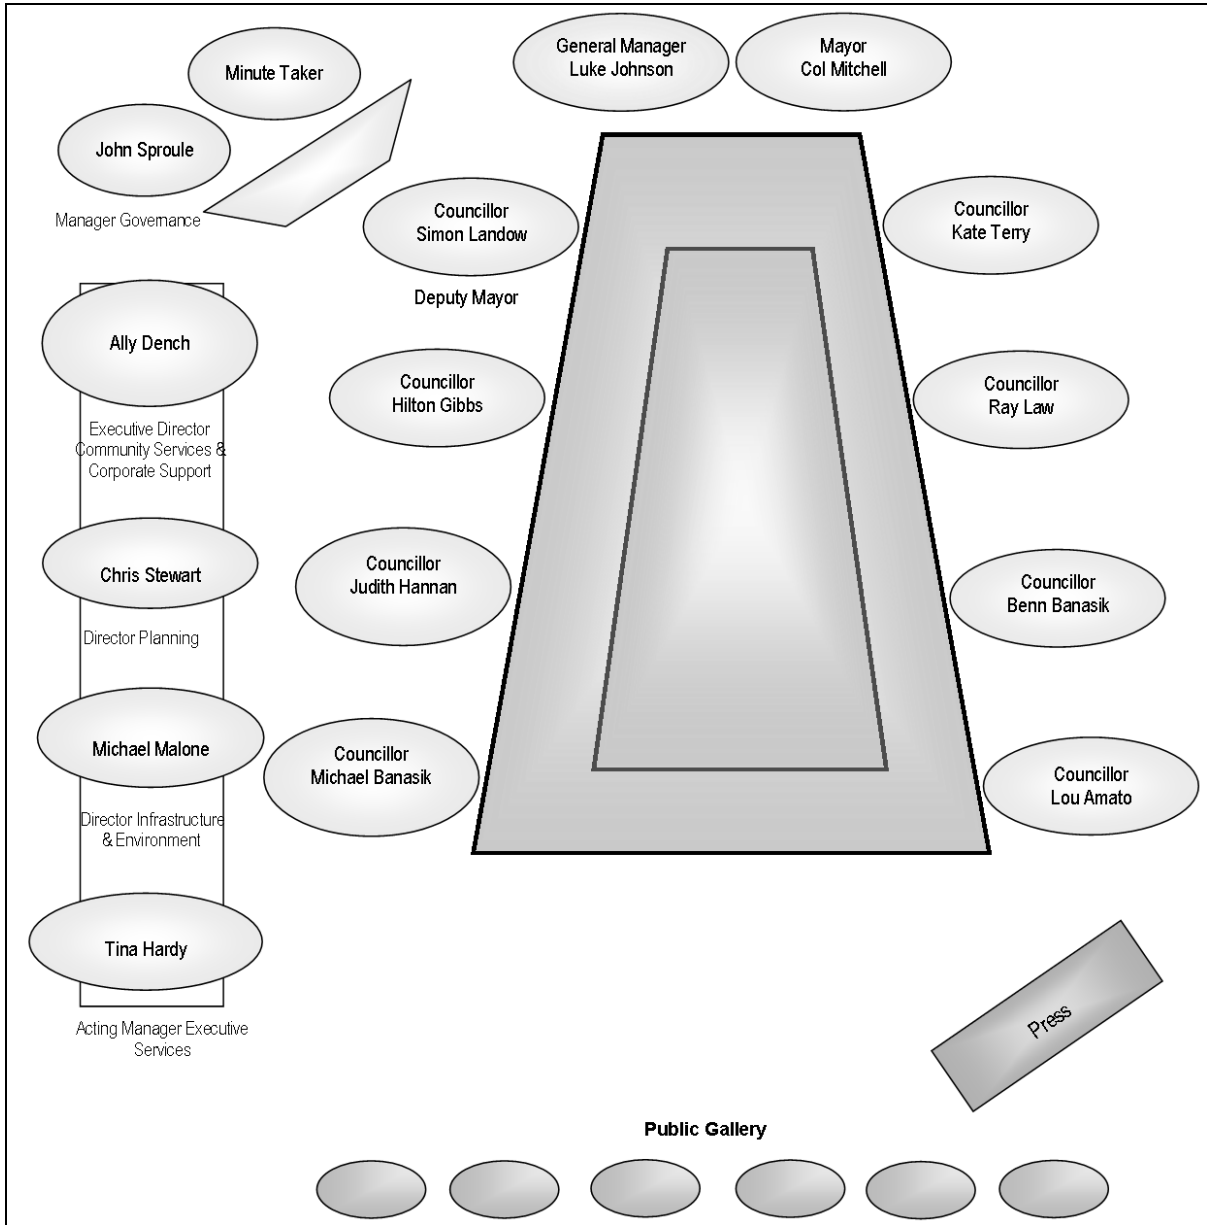 General Manager
Luke Johnson
Mayor
Col Mitchell
Minute Taker
John Sproule
Manager Governance
Councillor
Simon Landow
Deputy Mayor
Councillor
Kate Terry
Ally Dench
Executive Director
Community Services &
Corporate Support
Councillor
Hilton Gibbs
Councillor
Ray Law
Chris Stewart
Director Planning
Councillor
Judith Hannan
Councillor
Benn Banasik
Michael Malone
Director Infrastructure
& Environment
Councillor
Michael Banasik
Councillor
Lou Amato
Tina Hardy
Acting Manager Executive
Services
Press
Public Gallery